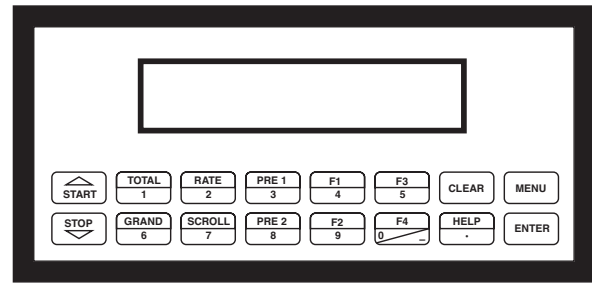 START TOTAL RATE PRE 1 F1 F3 CLEAR MENU
1 2 3 4 5
STOP GRAND SCROLL PRE 2 F2 F4 HELP ENTER
6 7 8 9 0 – .